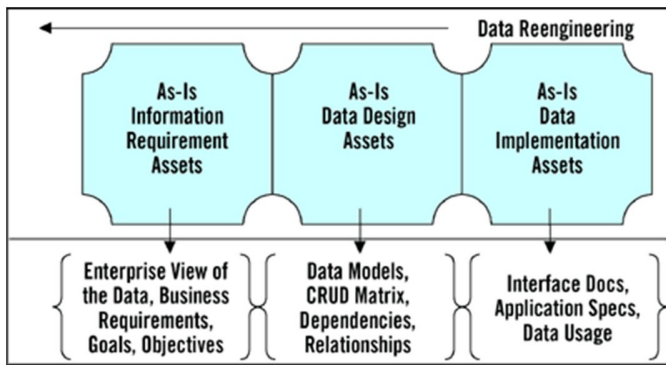 Data Reengineering
As-Is
Information
Requirement
Assets
As-Is
Data Design
Assets
As-Is
Data
Implementation
Assets
Enterprise View of
the Data, Business
Requirements,
Goals, Objectives
Data Models,
CRUD Matrix,
Dependencies,
Relationships
Interface Docs,
Application Specs,
Data Usage